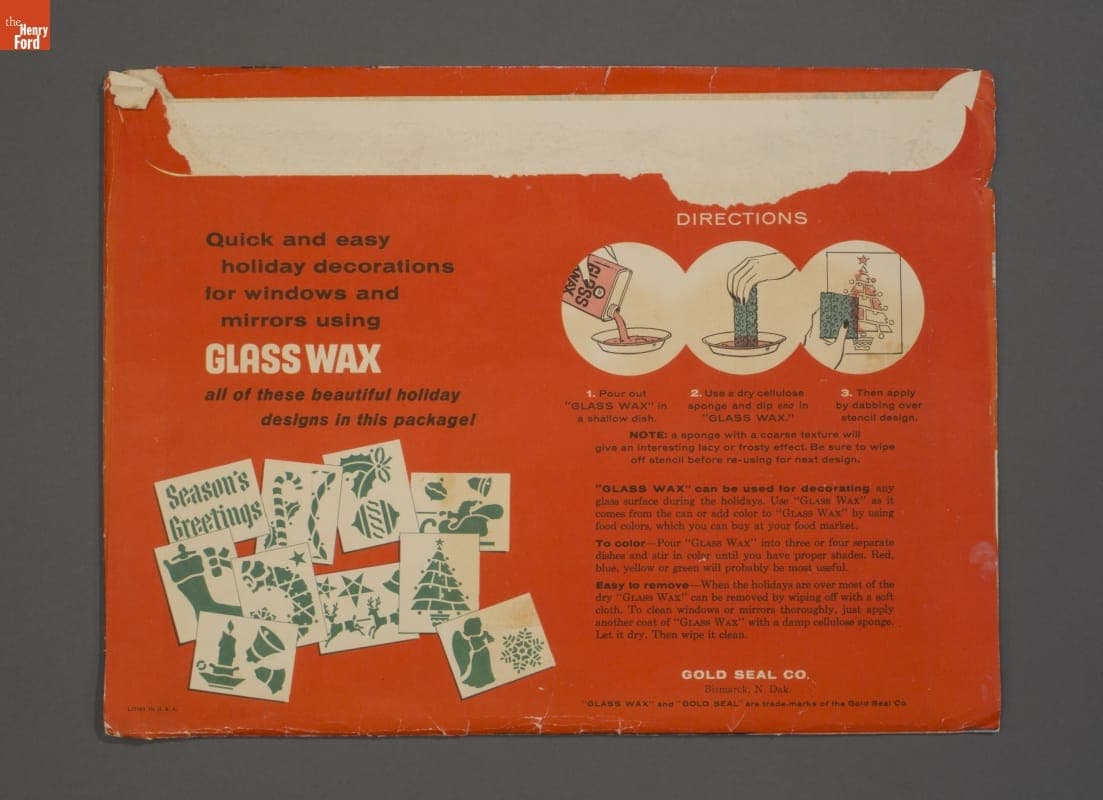 the
Henry
Ford
Quick and easy
holiday decorations
for windows and
mirrors using
GLASS WAX
all of these beautiful holiday
designs in this package!
Season's
Greetings
LITHO IN U.S.A.
DIRECTIONS
GLASS
WAX
1. Pour out
"GLASS WAX" in
a shallow dish.
2. Use a dry cellulose
sponge and dip end in
"GLASS WAX."
3. Then apply
by dabbing over
stencil design.
NOTE: a sponge with a coarse texture will
give an interesting lacy or frosty effect. Be sure to wipe
off stencil before re-using for next design.
"GLASS WAX" can be used for decorating any
glass surface during the holidays. Use "GLASS WAX" as it
comes from the can or add color to "GLASS WAX" by using
food colors, which you can buy at your food market.
To color—Pour "GLASS WAX" into three or four separate
dishes and stir in color until you have proper shades. Red,
blue, yellow or green will probably be most useful.
Easy to remove—When the holidays are over most of the
dry "GLASS WAX" can be removed by wiping off with a soft
cloth. To clean windows or mirrors thoroughly, just apply
another coat of "GLASS WAX" with a damp cellulose sponge.
Let it dry. Then wipe it clean.
GOLD SEAL CO.
Bismarck, N. Dak.
"GLASS WAX" and "GOLD SEAL" are trade-marks of the Gold Seal Co.